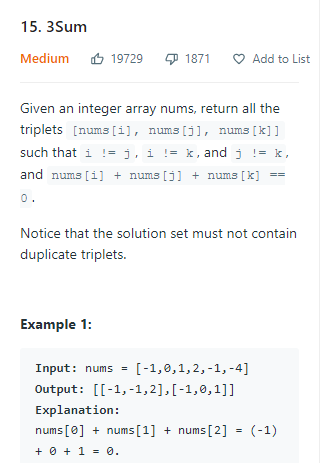 15. 3Sum
Medium 19729 1871 Add to List
Given an integer array nums, return all the
triplets [nums[i], nums[j], nums[k]]
such that i != j, i != k, and j != k,
and nums[i] + nums[j] + nums[k] ==
0.
Notice that the solution set must not contain
duplicate triplets.
Example 1:
Input: nums = [-1,0,1,2,-1,-4]
Output: [[-1,-1,2],[-1,0,1]]
Explanation:
nums[0] + nums[1] + nums[2] = (-1)
+ 0 + 1 = 0.